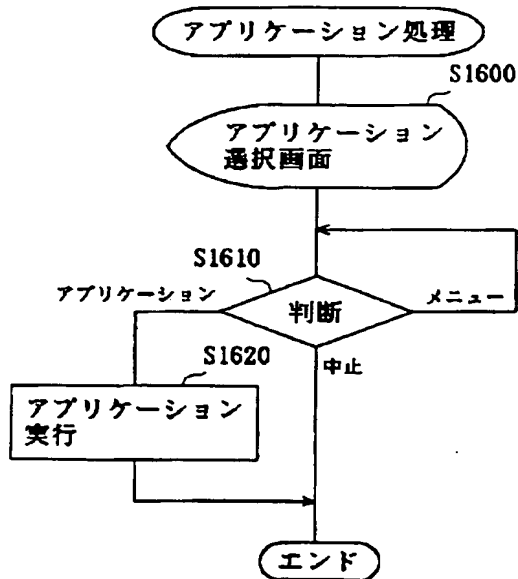 アプリケーション処理
S1600
アプリケーション
選択画面
S1610
アプリケーション
判断
メニュー
S1620
中止
アプリケーション
実行
エンド